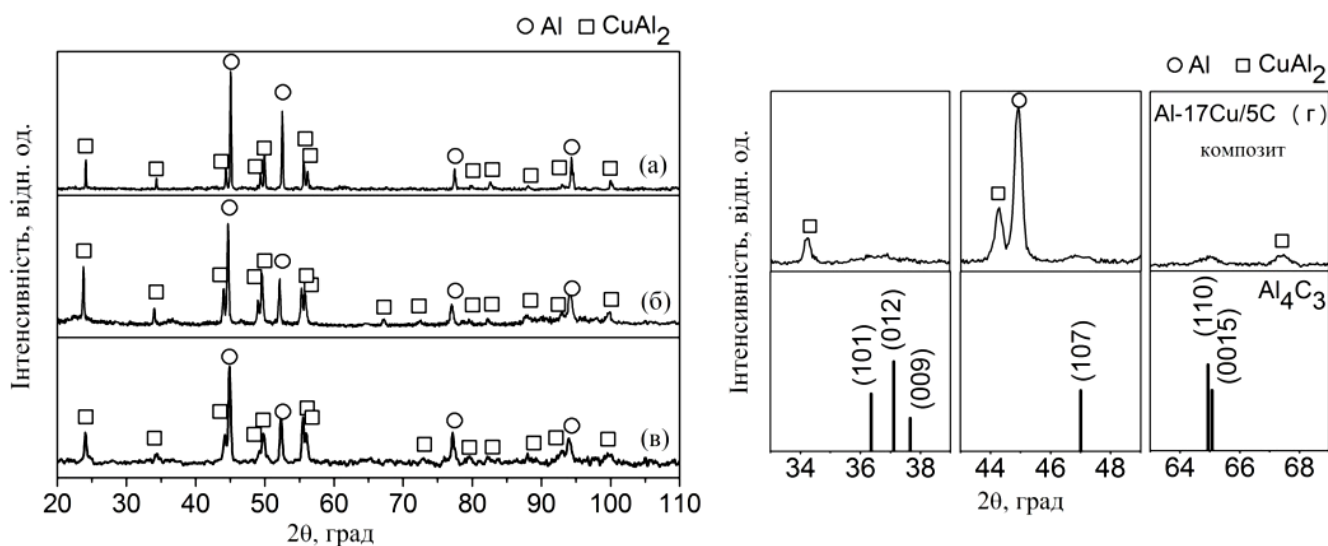 ○ Al □ CuAl₂
Інтенсивність, відн. од.
(а)
(б)
(в)
20 30 40 50 60 70 80 90 100 110
2θ, град
○ Al □ CuAl₂
Інтенсивність, відн. од.
Al-17Cu/5C (г)
композит
Al₄C₃
(101)
(012)
(009)
(107)
(110)
(0015)
34 36 38 44 46 48 64 66 68
2θ, град